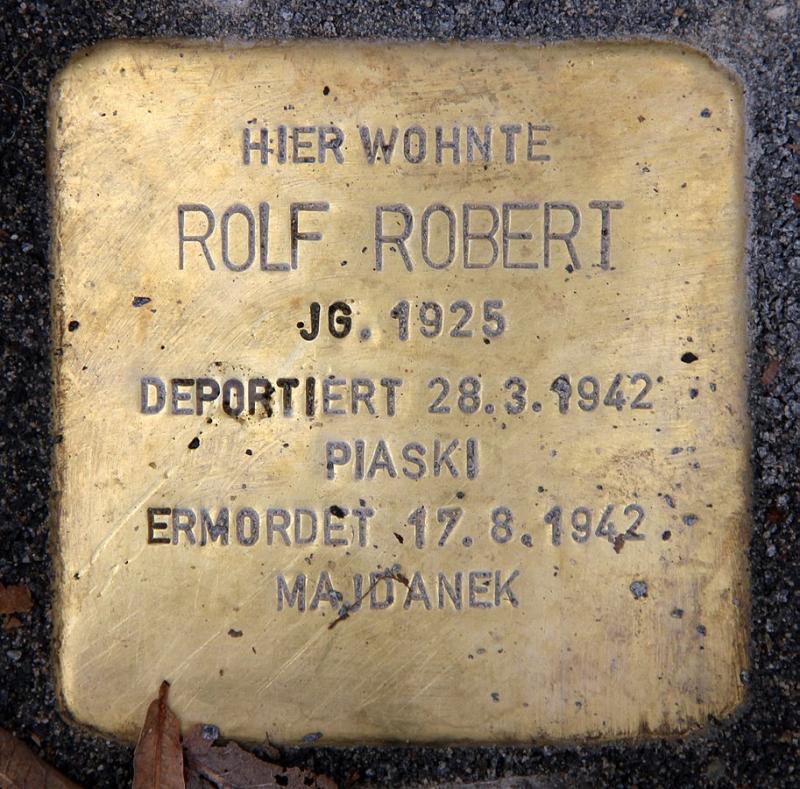 HIER WOHNTE
ROLF ROBERT
JG. 1925
DEPORTIERT 28.3.1942
PIASKI
ERMORDET 17.8.1942
MAJDANEK